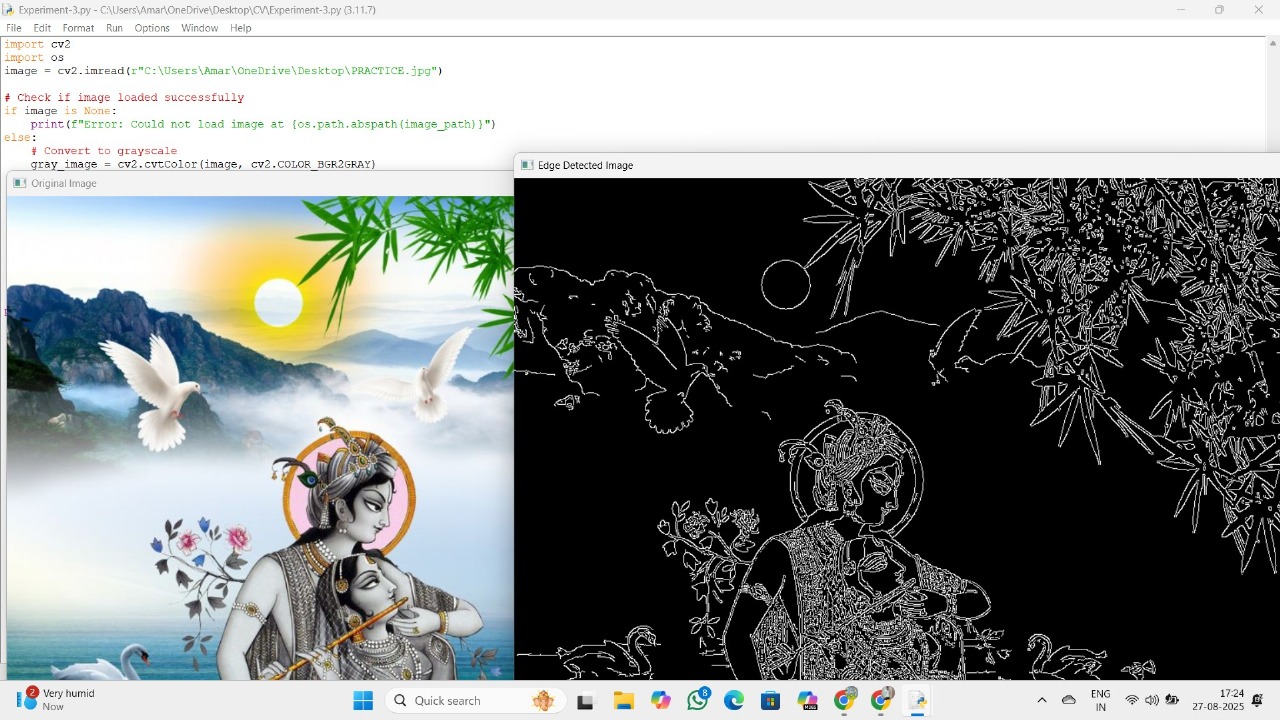 Experiment-3.py - C:\Users\Amar\OneDrive\Desktop\CV\Experiment-3.py (3.11.7)
File Edit Format Run Options Window Help
import cv2
import os
image = cv2.imread(r"C:\Users\Amar\OneDrive\Desktop\PRACTICE.jpg")
# Check if image loaded successfully
if image is None:
    print(f"Error: Could not load image at {os.path.abspath(image_path)}")
else:
    # Convert to grayscale
    gray_image = cv2.cvtColor(image, cv2.COLOR_BGR2GRAY)
Edge Detected Image
Original Image
2
Very humid
Now
Quick search
8
ENG
IN
17:24
27-08-2025